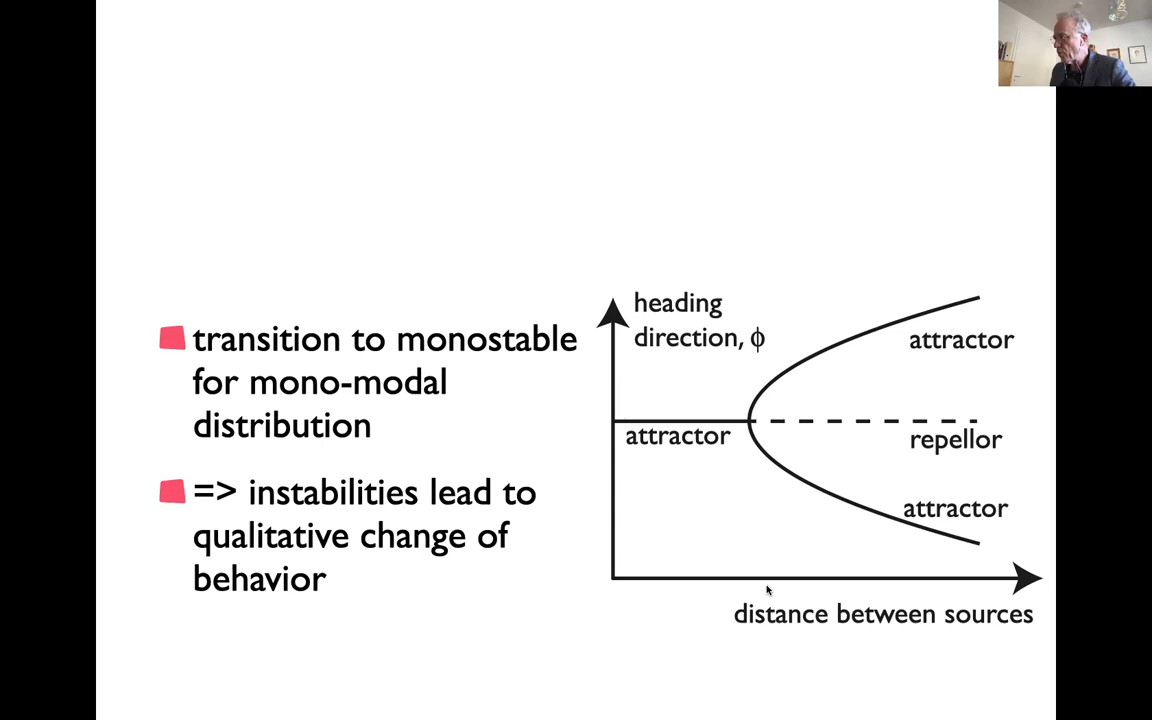 transition to monostable
for mono-modal
distribution
=> instabilities lead to
qualitative change of
behavior
heading
direction, ϕ
attractor
attractor
repellor
attractor
distance between sources